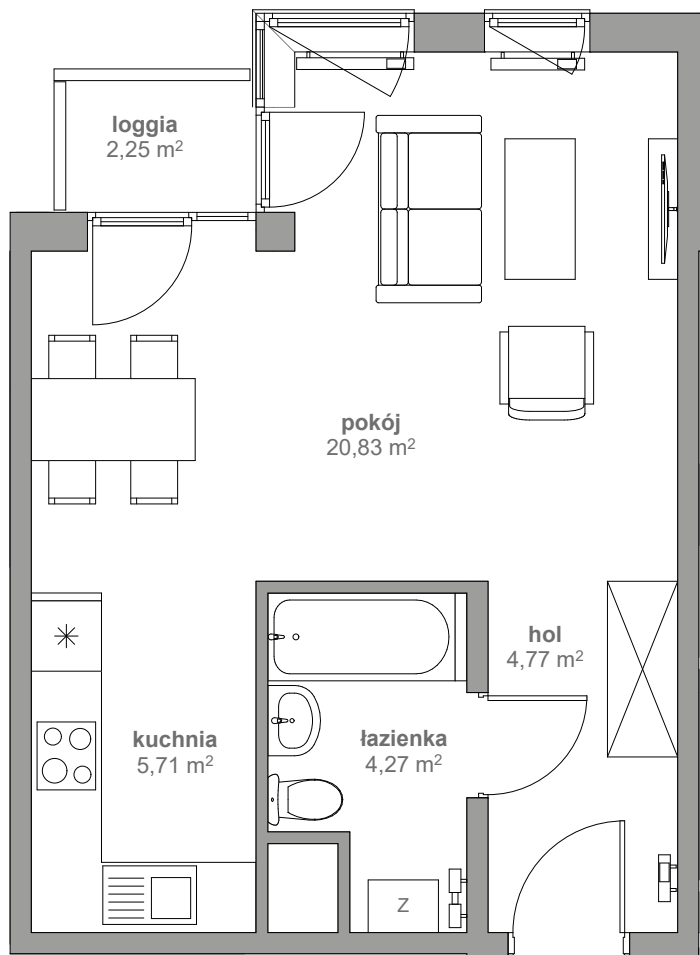 loggia
2,25 m²
pokój
20,83 m²
hol
4,77 m²
kuchnia
5,71 m²
łazienka
4,27 m²
Z